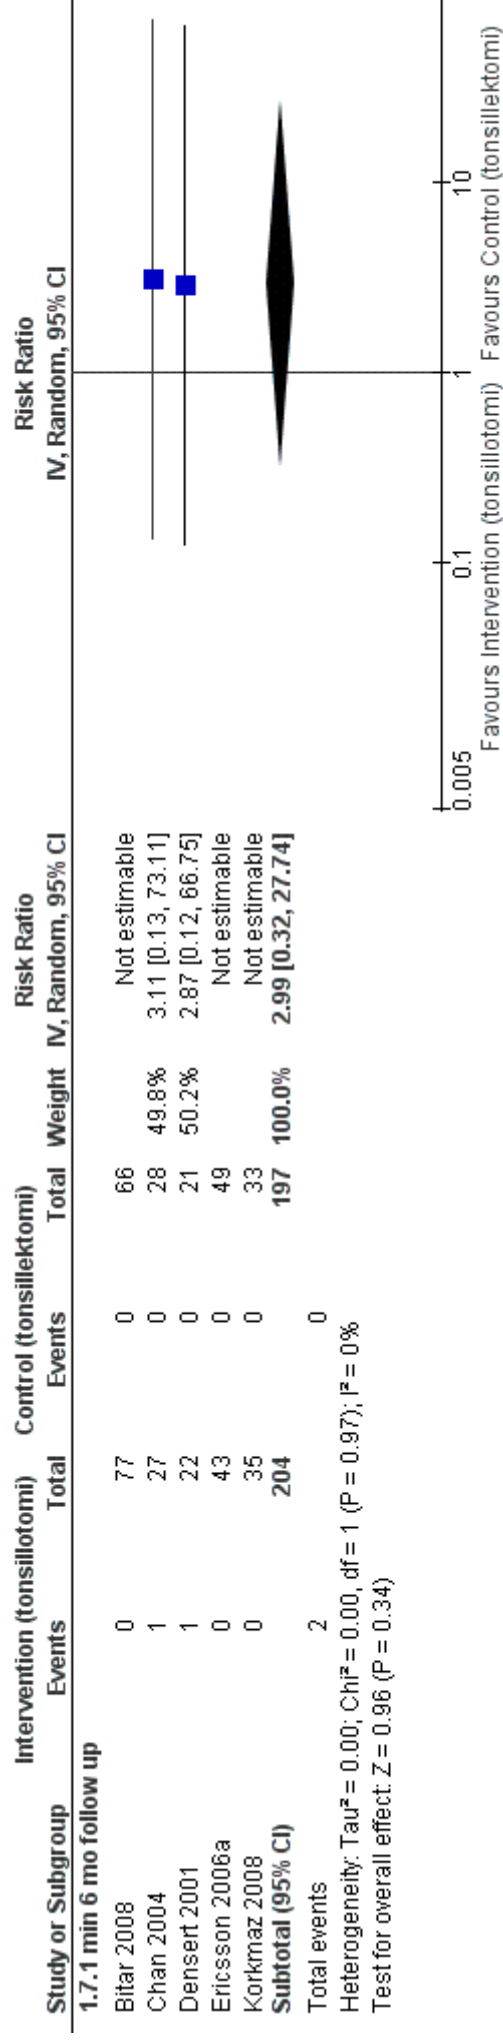 Intervention (tonsillotomi) Control (tonsillektomi) Risk Ratio Risk Ratio
Study or Subgroup Events Total Events Total Weight IV, Random, 95% CI IV, Random, 95% CI
1.7.1 min 6 mo follow up
Bitar 2008 0 77 0 66 Not estimable
Chan 2004 1 27 0 28 49.8% 3.11 [0.13, 73.11]
Densert 2001 1 22 0 21 50.2% 2.87 [0.12, 66.75]
Ericsson 2006a 0 43 0 49 Not estimable
Korkmaz 2008 0 35 0 33 Not estimable
Subtotal (95% CI) 204 197 100.0% 2.99 [0.32, 27.74]
Total events 2 0
Heterogeneity: Tau² = 0.00; Chi² = 0.00, df = 1 (P = 0.97); I² = 0%
Test for overall effect: Z = 0.96 (P = 0.34)
0.005 0.1 1 10
Favours Intervention (tonsillotomi) Favours Control (tonsillektomi)